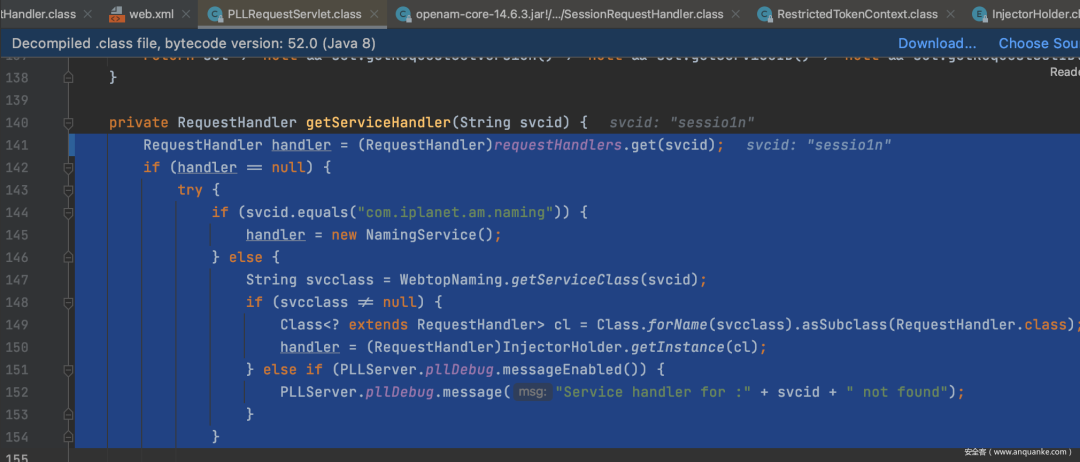 tHandler.class
web.xml
PLLRequestServlet.class
openam-core-14.6.3.jar!/.../SessionRequestHandler.class
RestrictedTokenContext.class
InjectorHolder.cl
Decompiled .class file, bytecode version: 52.0 (Java 8)
Download...
Choose Sou
Reade
138 }
139
140 private RequestHandler getServiceHandler(String svcid) { svcid: "sessio1n"
141 RequestHandler handler = (RequestHandler)requestHandlers.get(svcid); svcid: "sessio1n"
142 if (handler == null) {
143 try {
144 if (svcid.equals("com.iplanet.am.naming")) {
145 handler = new NamingService();
146 } else {
147 String svcclass = WebtopNaming.getServiceClass(svcid);
148 if (svcclass ≠ null) {
149 Class<? extends RequestHandler> cl = Class.forName(svcclass).asSubclass(RequestHandler.class);
150 handler = (RequestHandler)InjectorHolder.getInstance(cl);
151 } else if (PLLServer.pllDebug.messageEnabled()) {
152 PLLServer.pllDebug.message( msg: "Service handler for :" + svcid + " not found");
153 }
154 }
155
安全客（www.anquanke.com）